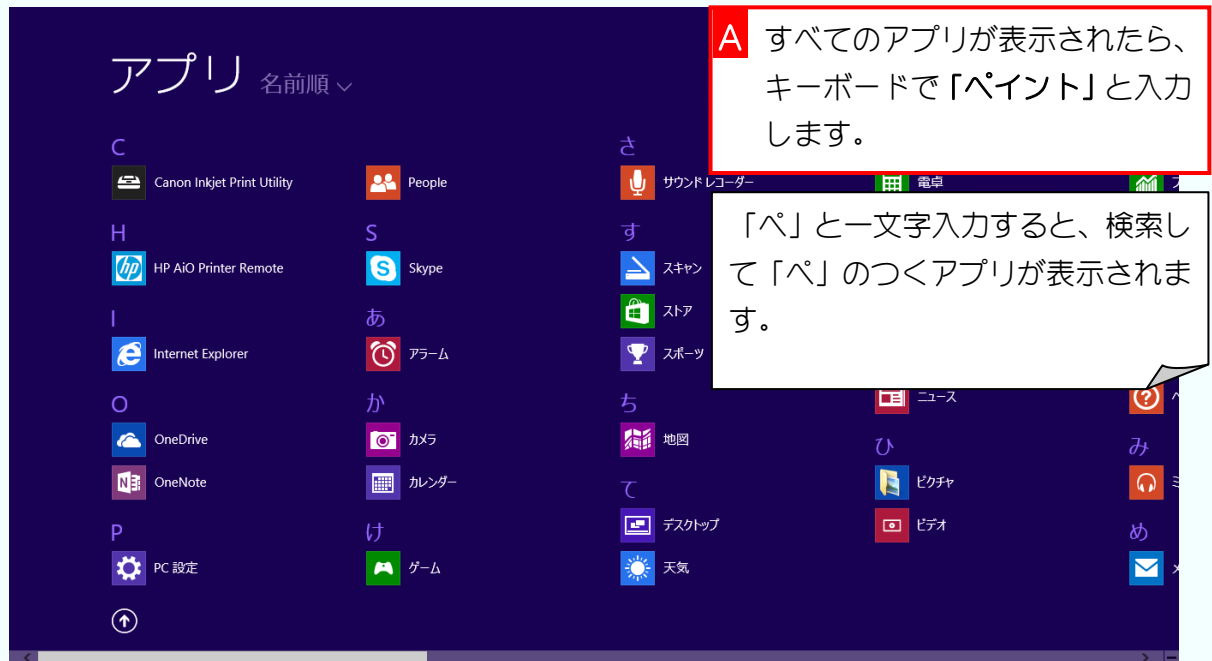 アプリ 名前順
A すべてのアプリが表示されたら、
キーボードで「ペイント」と入力
します。
「ペ」と一文字入力すると、検索し
て「ペ」のつくアプリが表示されま
す。
C
Canon Inkjet Print Utility
H
HP AiO Printer Remote
I
Internet Explorer
O
OneDrive
OneNote
P
PC 設定
People
S
Skype
あ
アラーム
か
カメラ
カレンダー
け
ゲーム
さ
サウンド レコーダー
す
スキャン
ストア
スポーツ
ち
地図
て
デスクトップ
天気
電卓
ニュース
ひ
ピクチャ
ビデオ
み
め